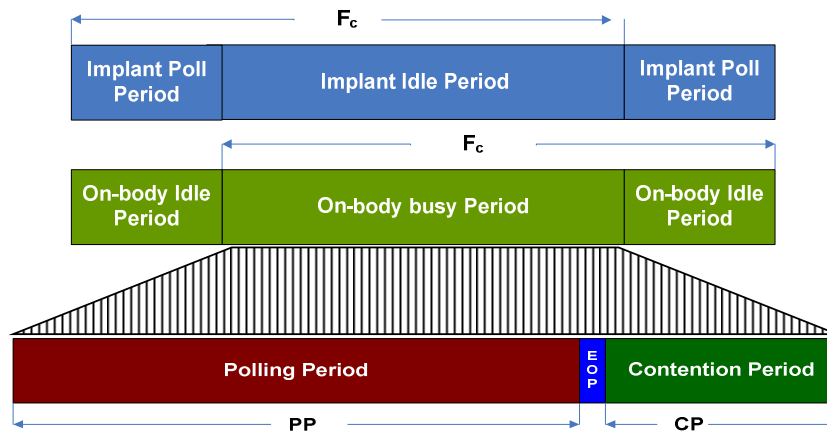 Fc
Implant Poll
Period
Implant Idle Period
Implant Poll
Period
Fc
On-body Idle
Period
On-body busy Period
On-body Idle
Period
Polling Period
EOP
Contention Period
PP
CP